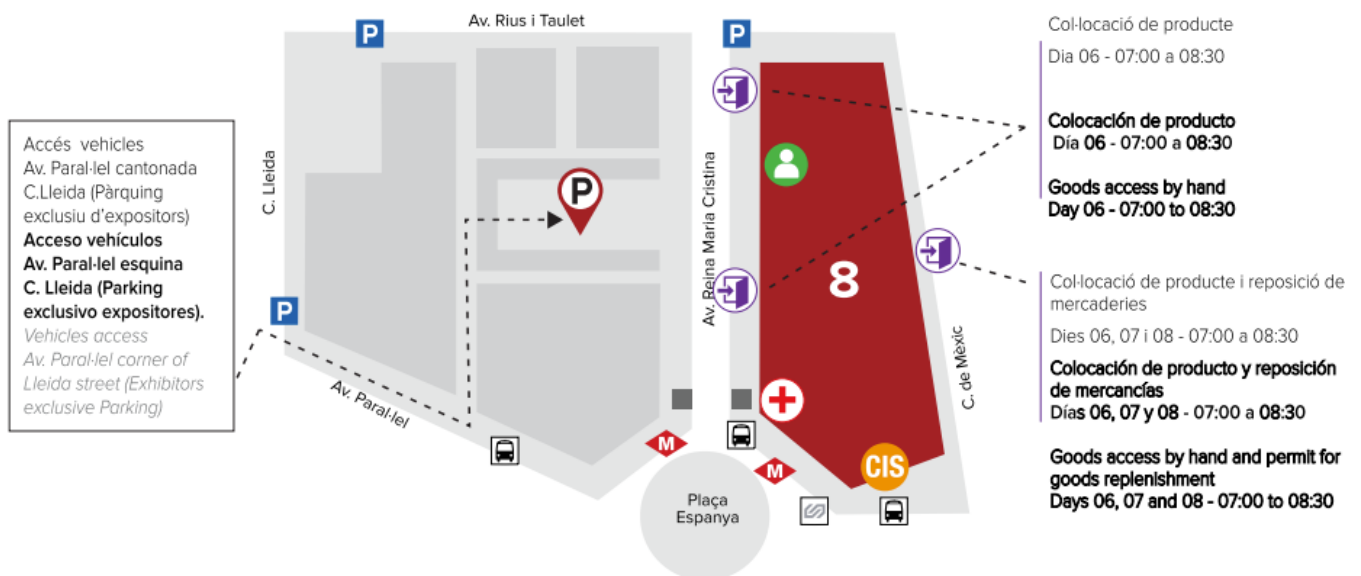 Av. Rius i Taulet
P
P
Col·locació de producte
Dia 06 - 07:00 a 08:30
Colocación de producto
Día 06 - 07:00 a 08:30
Goods access by hand
Day 06 - 07:00 to 08:30
Accés vehicles
Av. Paral·lel cantonada
C.Lleida (Pàrquing
exclusiu d'expositors)
Acceso vehículos
Av. Paral·lel esquina
C. Lleida (Parking
exclusivo expositores).
Vehicles access
Av. Paral·lel corner of
Lleida street (Exhibitors
exclusive Parking)
C. Lleida
P
P
Av. Paral·lel
Av. Reina Maria Cristina
8
C. de Mèxic
Col·locació de producte i reposició de
mercaderies
Dies 06, 07 i 08 - 07:00 a 08:30
Colocación de producto y reposición
de mercancías
Días 06, 07 y 08 - 07:00 a 08:30
Goods access by hand and permit for
goods replenishment
Days 06, 07 and 08 - 07:00 to 08:30
M
M
CIS
Plaça
Espanya